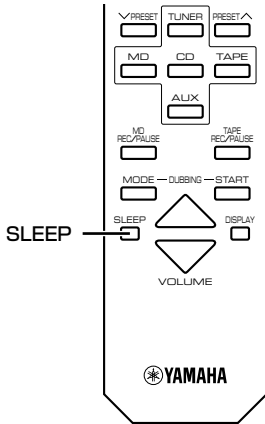 PRESET TUNER PRESET
MD CD TAPE
AUX
MD REC/PAUSE
TAPE REC/PAUSE
MODE DUBBING START
SLEEP
SLEEP
DISPLAY
VOLUME
YAMAHA